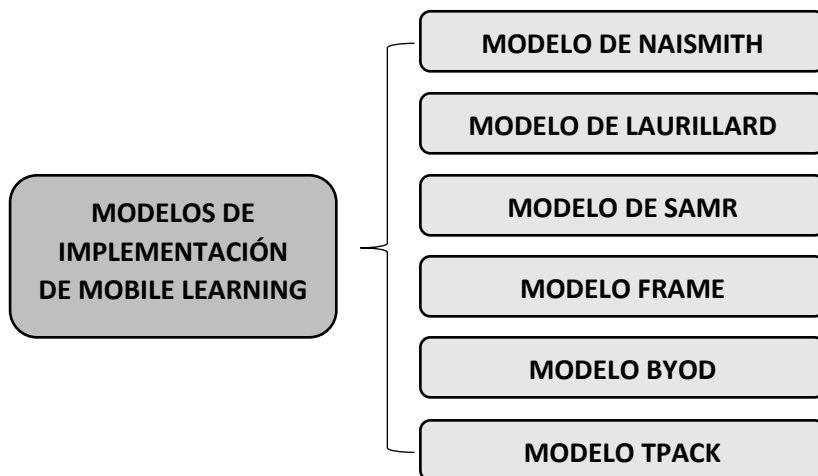 MODELOS DE
IMPLEMENTACIÓN
DE MOBILE LEARNING
MODELO DE NAISMITH
MODELO DE LAURILLARD
MODELO DE SAMR
MODELO FRAME
MODELO BYOD
MODELO TPACK